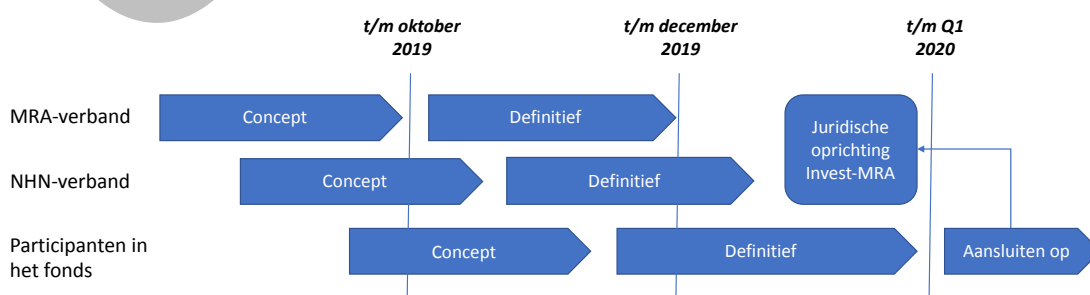 t/m oktober
2019
t/m december
2019
t/m Q1
2020
MRA-verband
Concept
Definitief
Juridische
oprichting
Invest-MRA
NHN-verband
Concept
Definitief
Participanten in
het fonds
Concept
Definitief
Aansluiten op